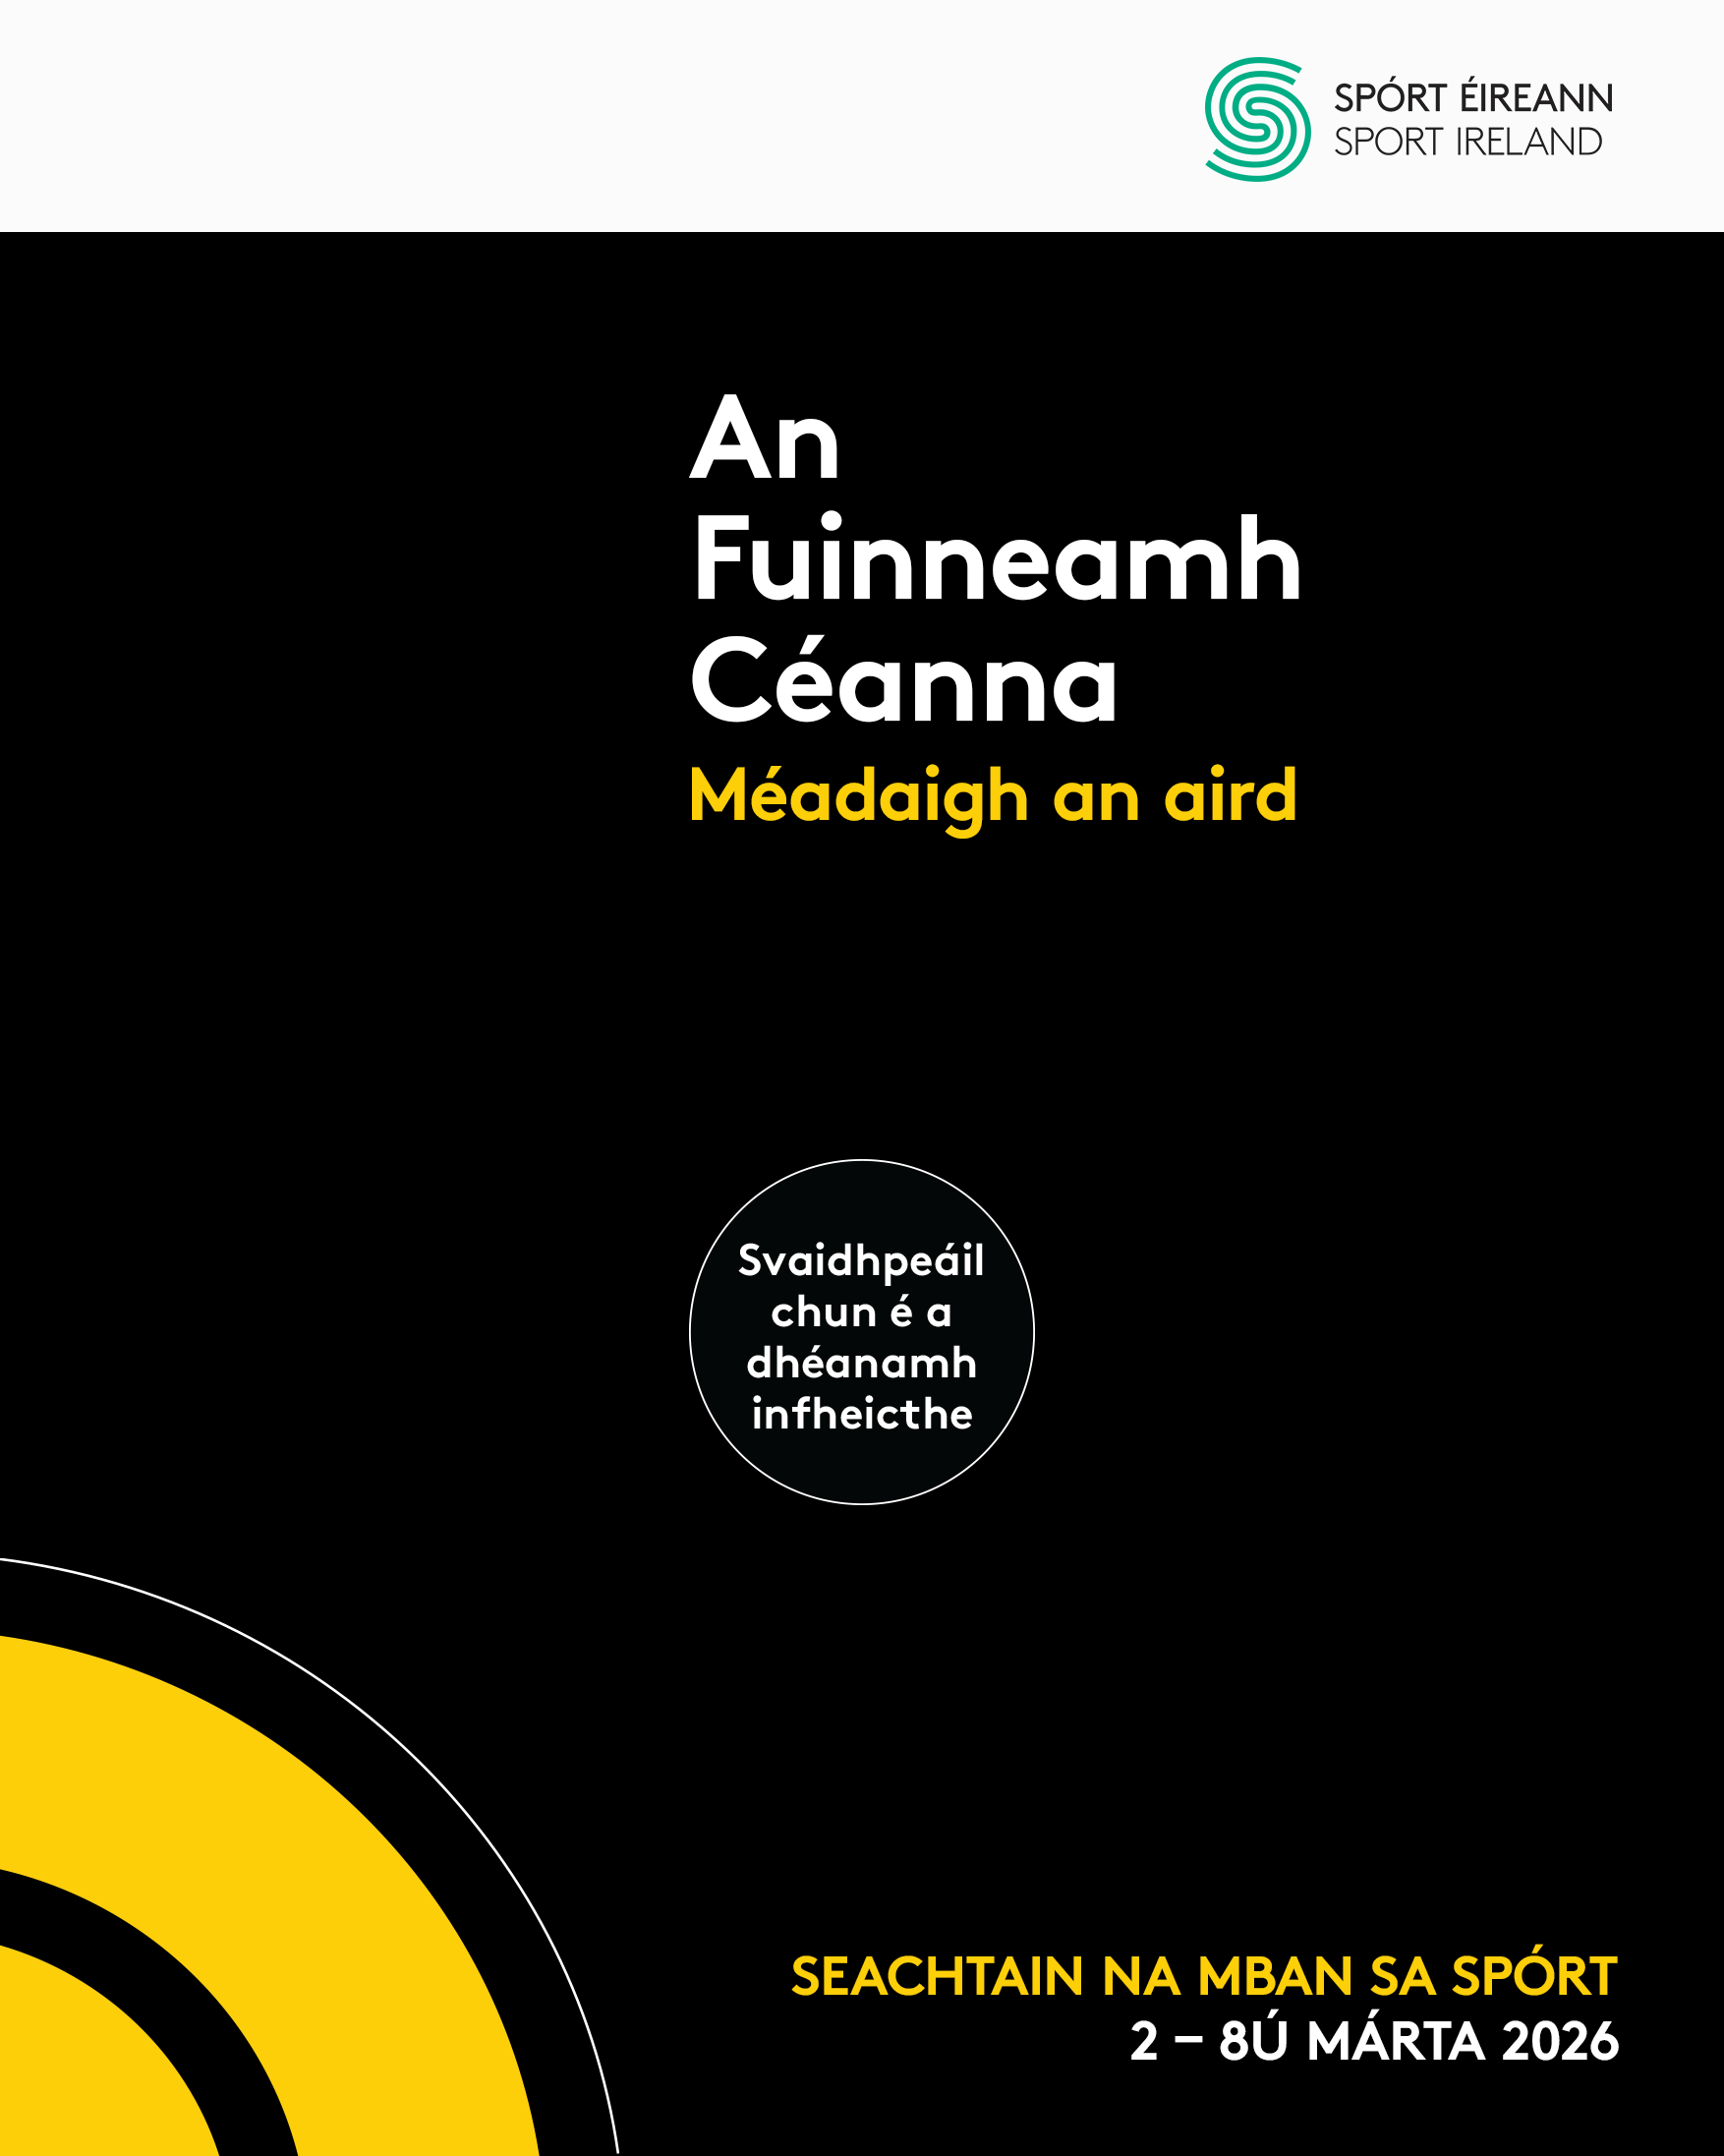 SPÓRT ÉIREANN
SPORT IRELAND
An
Fuinneamh
Céanna
Méadaigh an aird
Svaidhpeáil
chun é a
dhéanamh
infheicthe
SEACHTAIN NA MBAN SA SPÓRT
2 – 8Ú MÁRTA 2026